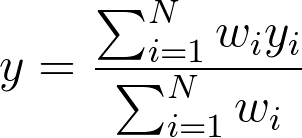 y = \frac{\sum_{i=1}^{N} w_i y_i}{\sum_{i=1}^{N} w_i}